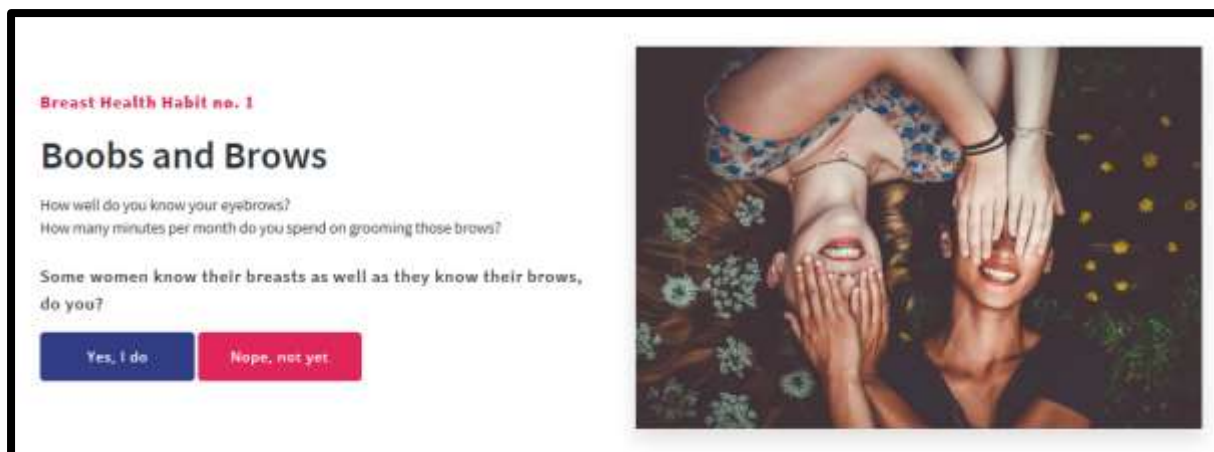 Breast Health Habit no. 1
Boobs and Brows
How well do you know your eyebrows?
How many minutes per month do you spend on grooming those brows?
Some women know their breasts as well as they know their brows,
do you?
Yes, I do
Nope, not yet